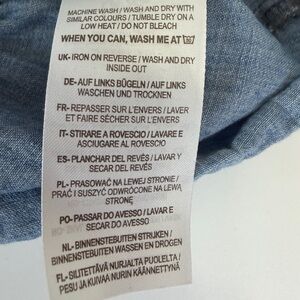 MACHINE WASH / WASH AND DRY WITH
SIMILAR COLOURS / TUMBLE DRY ON A
LOW HEAT / DO NOT BLEACH
WHEN YOU CAN, WASH ME AT
UK- IRON ON REVERSE / WASH AND DRY
INSIDE OUT
DE- AUF LINKS BÜGELN / AUF LINKS
WASCHEN UND TROCKNEN
FR- REPASSER SUR L'ENVERS / LAVER
ET FAIRE SÉCHER SUR L'ENVERS
IT- STIRARE A ROVESCIO / LAVARE E
ASCIUGARE AL ROVESCIO
ES- PLANCHAR DEL REVÉS / LAVAR Y
SECAR DEL REVÉS
PL- PRASOWAĆ NA LEWEJ STRONIE /
PRAĆ I SUSZYĆ ODWRÓCONE NA LEWĄ
STRONĘ
PO- PASSAR DO AVESSO / LAVAR E
SECAR DO AVESSO
NL- BINNENSTEBUITEN STRIJKEN /
BINNENSTEBUITEN WASSEN EN DROGEN
FL- SILITETTÄVÄ NURJALTA PUOLELTA /
PESU JA KUIVAA NURIN KÄÄNNETTYNÄ